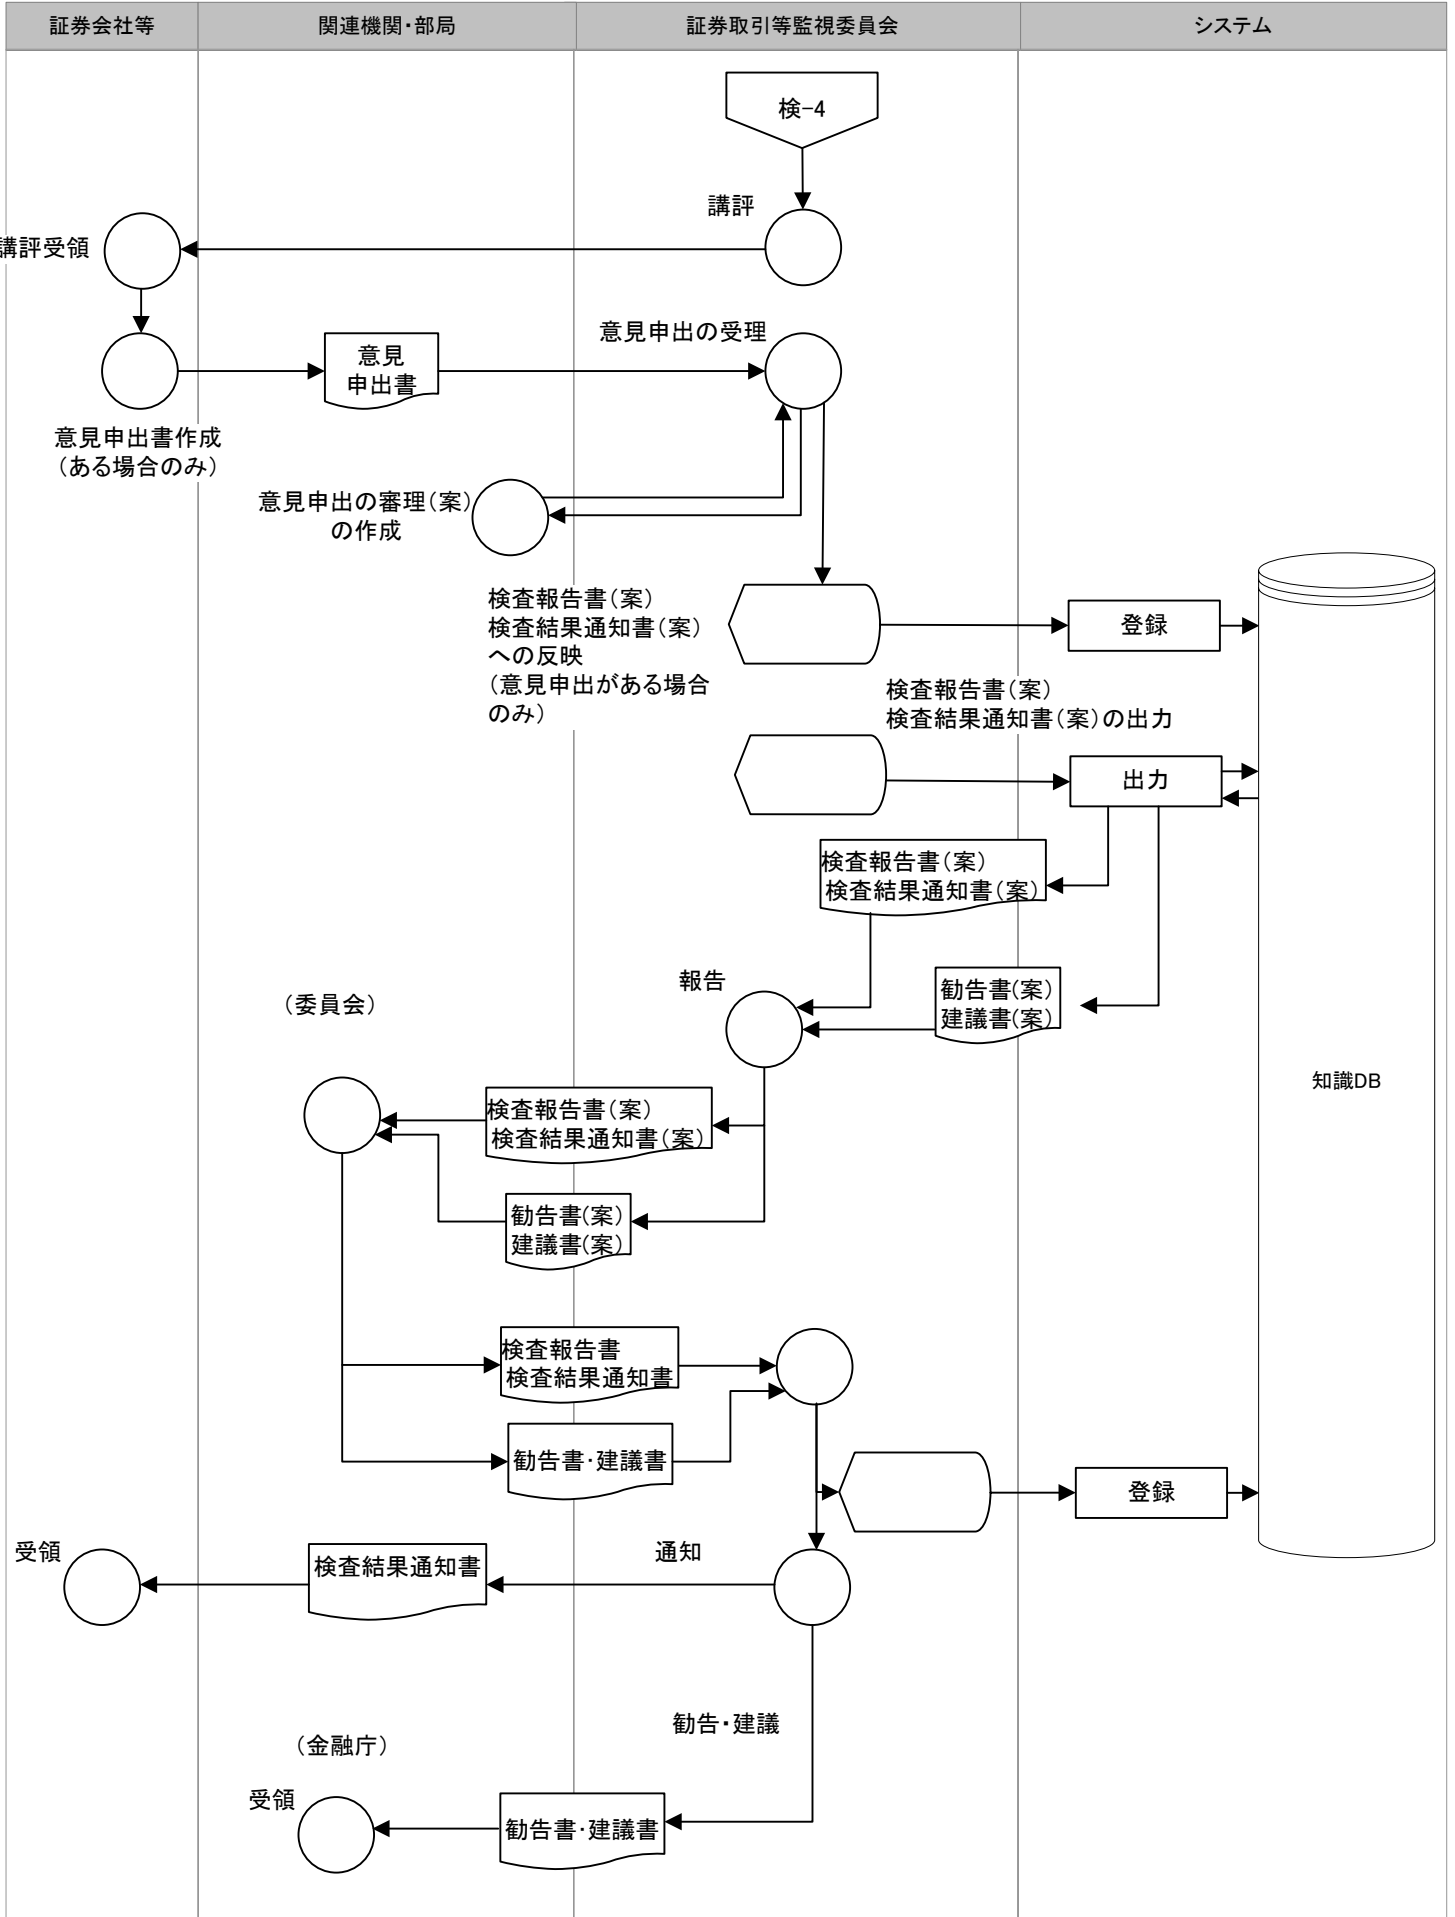 証券会社等
関連機関・部局
証券取引等監視委員会
システム
検-4
講評
講評受領
意見
申出書
意見申出の受理
意見申出書作成
（ある場合のみ）
意見申出の審理（案）
の作成
検査報告書（案）
検査結果通知書（案）
への反映
（意見申出がある場合
のみ）
登録
検査報告書（案）
検査結果通知書（案）の出力
出力
検査報告書（案）
検査結果通知書（案）
報告
勧告書(案)
建議書(案)
（委員会）
知識DB
検査報告書（案）
検査結果通知書（案）
勧告書(案)
建議書(案)
検査報告書
検査結果通知書
勧告書･建議書
登録
受領
検査結果通知書
通知
勧告・建議
（金融庁）
受領
勧告書･建議書